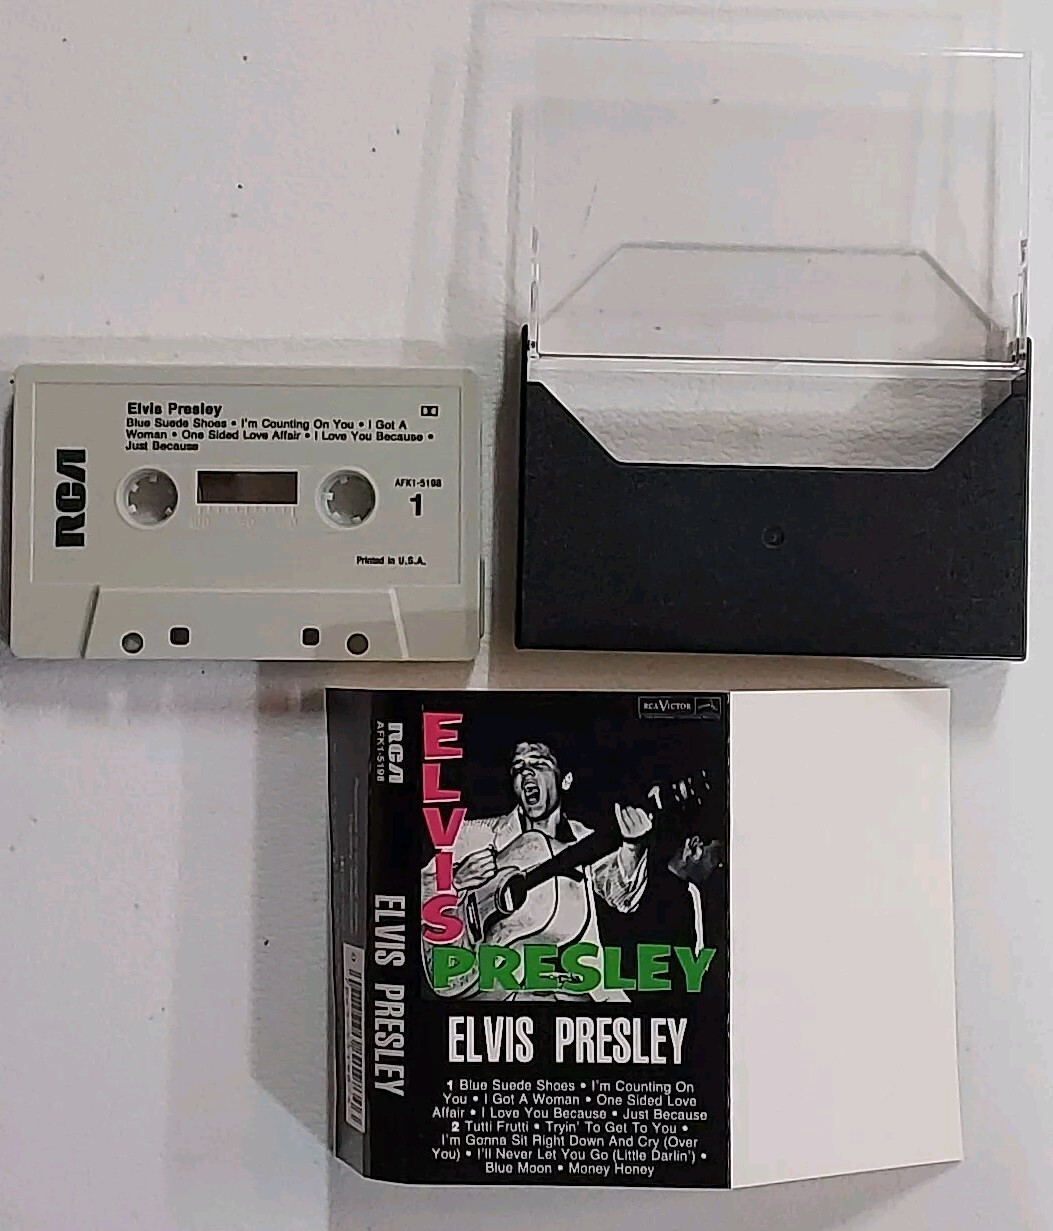 Elvis Presley
Blue Suede Shoes • I'm Counting On You • I Got A
Woman • One Sided Love Affair • I Love You Because •
Just Because
RCA
AFK1-5198
1
100 50 0
Printed in U.S.A.
RCA
AFK1-5198
ELVIS PRESLEY
RCA VICTOR
ELVIS
PRESLEY
ELVIS PRESLEY
1 Blue Suede Shoes • I'm Counting On
You • I Got A Woman • One Sided Love
Affair • I Love You Because • Just Because
2 Tutti Frutti • Tryin' To Get To You •
I'm Gonna Sit Right Down And Cry (Over
You) • I'll Never Let You Go (Little Darlin') •
Blue Moon • Money Honey